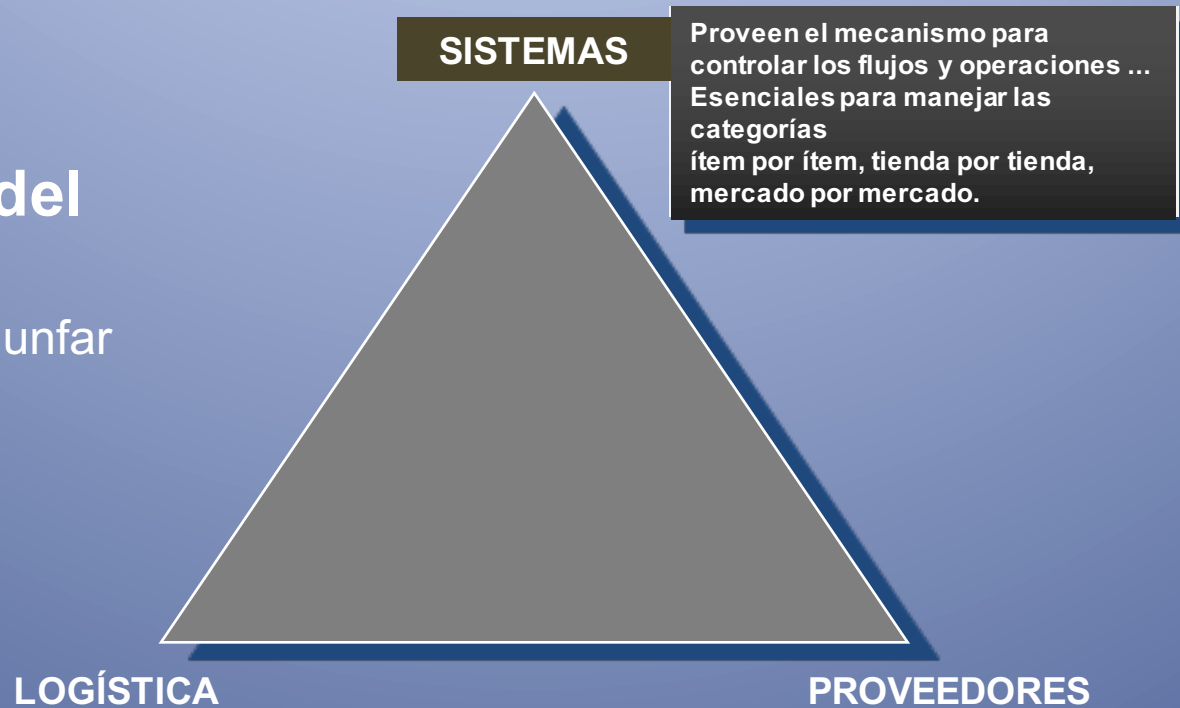 SISTEMAS
Proveen el mecanismo para
controlar los flujos y operaciones ...
Esenciales para manejar las
categorías
ítem por ítem, tienda por tienda,
mercado por mercado.
del
unfar
LOGÍSTICA
PROVEEDORES